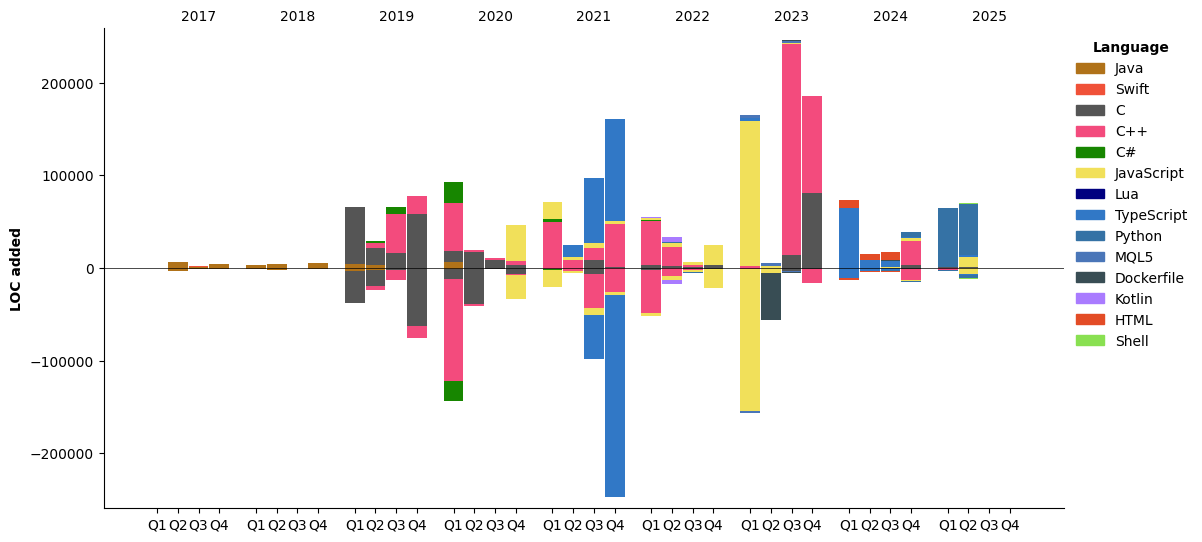 2017 2018 2019 2020 2021 2022 2023 2024 2025
LOC added
200000
100000
0
−100000
−200000
Q1 Q2 Q3 Q4 Q1 Q2 Q3 Q4 Q1 Q2 Q3 Q4 Q1 Q2 Q3 Q4 Q1 Q2 Q3 Q4 Q1 Q2 Q3 Q4 Q1 Q2 Q3 Q4 Q1 Q2 Q3 Q4 Q1 Q2 Q3 Q4
Language
Java
Swift
C
C++
C#
JavaScript
Lua
TypeScript
Python
MQL5
Dockerfile
Kotlin
HTML
Shell